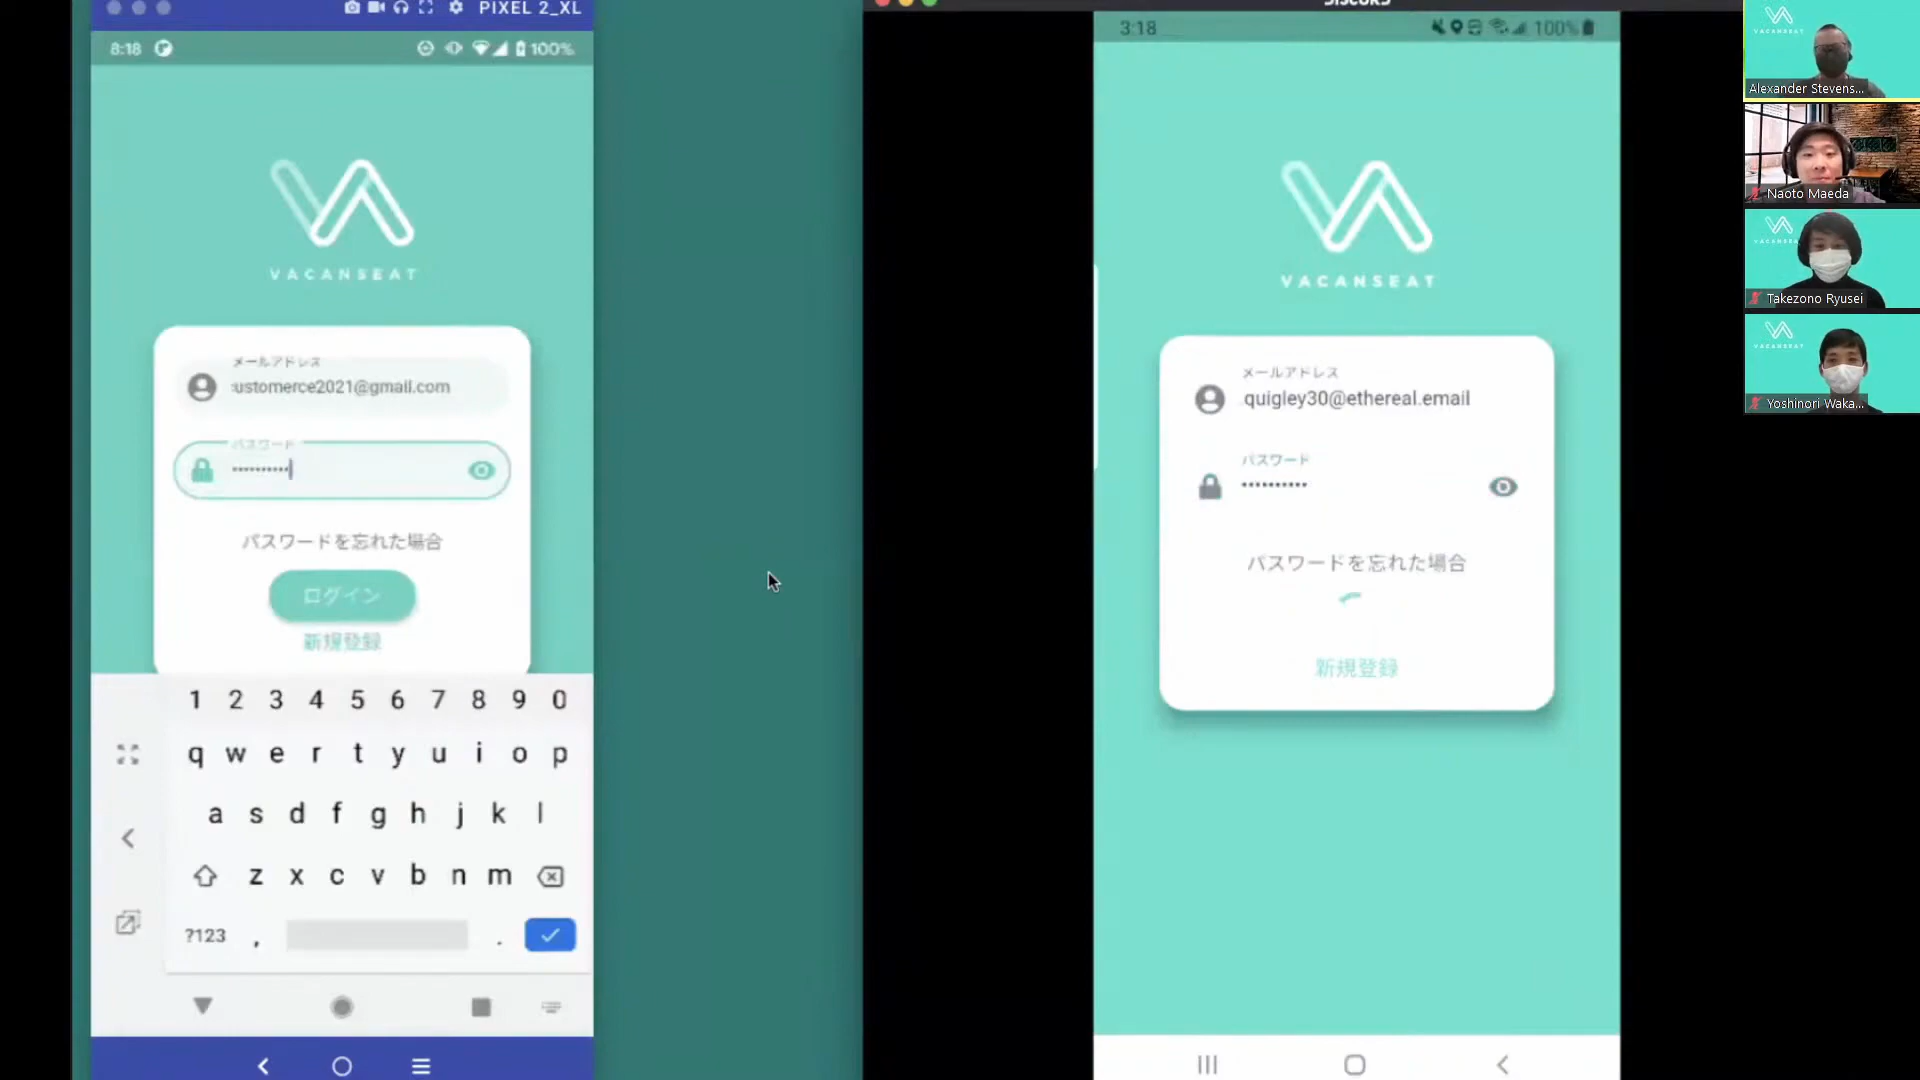 PIXEL 2_XL
8:18
100%
VACANSEAT
メールアドレス
ustomerce2021@gmail.com
パスワード
••••••••••
パスワードを忘れた場合
ログイン
新規登録
1 2 3 4 5 6 7 8 9 0
q w e r t y u i o p
a s d f g h j k l
z x c v b n m
?123 , .
3:18
100%
VACANSEAT
メールアドレス
quigley30@ethereal.email
パスワード
••••••••••
パスワードを忘れた場合
新規登録
VACANSEAT
Alexander Stevens...
Naoto Maeda
Takezono Ryusei
VACANSEAT
Yoshinori Waka...